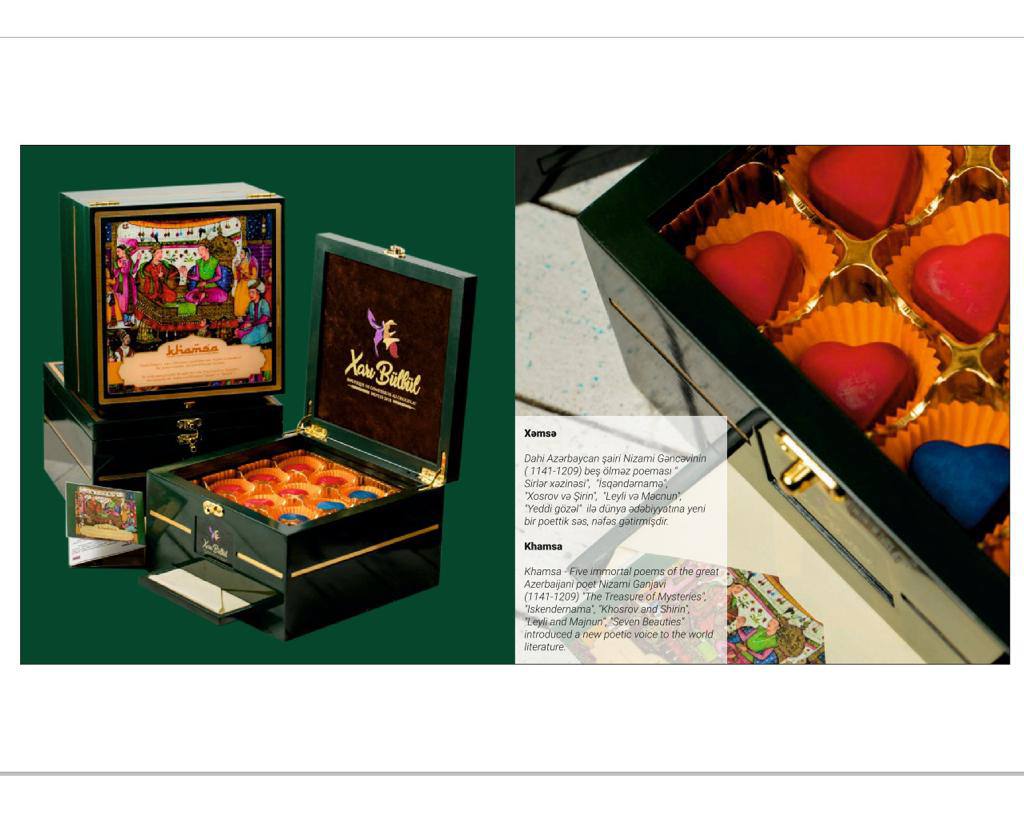 khamsa
Xarı Bülbül
Xarı Bülbül
Xəmsə
Dahi Azərbaycan şairi Nizami Gəncəvinin
( 1141-1209) beş ölməz poeması "
Sirlər xəzinəsi", "İsqəndərnamə",
"Xosrov və Şirin", "Leyli və Məcnun",
"Yeddi gözəl" ilə dünya ədəbiyyatına yeni
bir poettik səs, nəfəs gətirmişdir.
Khamsa
Khamsa - Five immortal poems of the great
Azerbaijani poet Nizami Ganjavi
(1141-1209) "The Treasure of Mysteries",
"Iskendernama", "Khosrov and Shirin",
"Leyli and Majnun", "Seven Beauties"
introduced a new poetic voice to the world
literature.